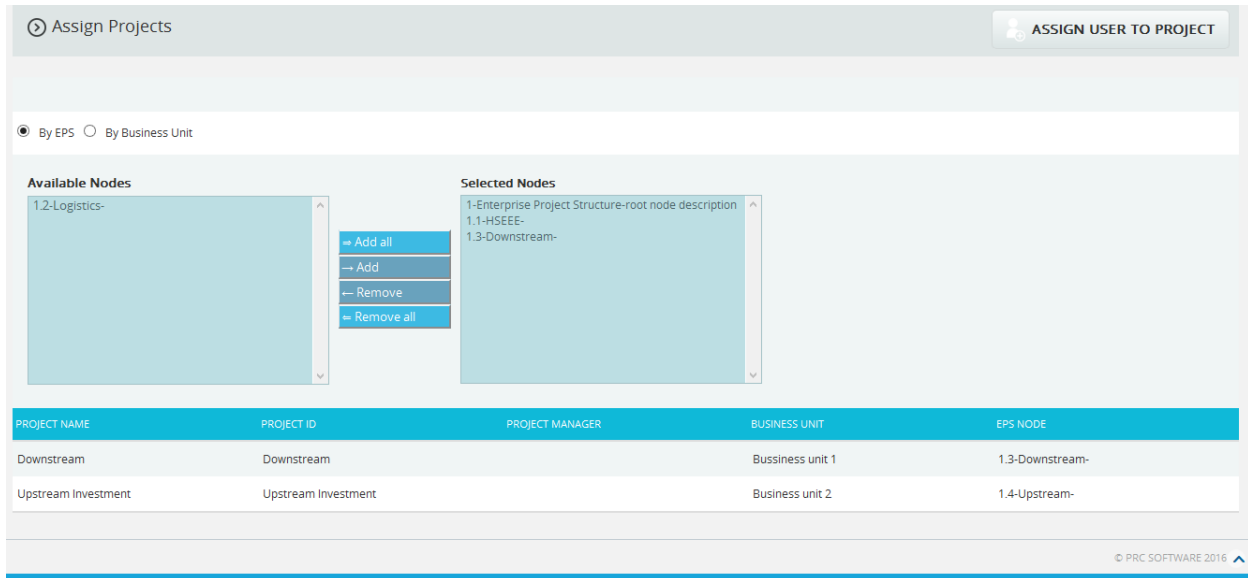 Assign Projects
ASSIGN USER TO PROJECT
By EPS By Business Unit
Available Nodes
Selected Nodes
1.2-Logistics-
1-Enterprise Project Structure-root node description
1.1-HSEEE-
1.3-Downstream-
⇒ Add all
→ Add
← Remove
⇐ Remove all
PROJECT NAME PROJECT ID PROJECT MANAGER BUSINESS UNIT EPS NODE
Downstream Downstream Bussiness unit 1 1.3-Downstream-
Upstream Investment Upstream Investment Business unit 2 1.4-Upstream-
© PRC SOFTWARE 2016